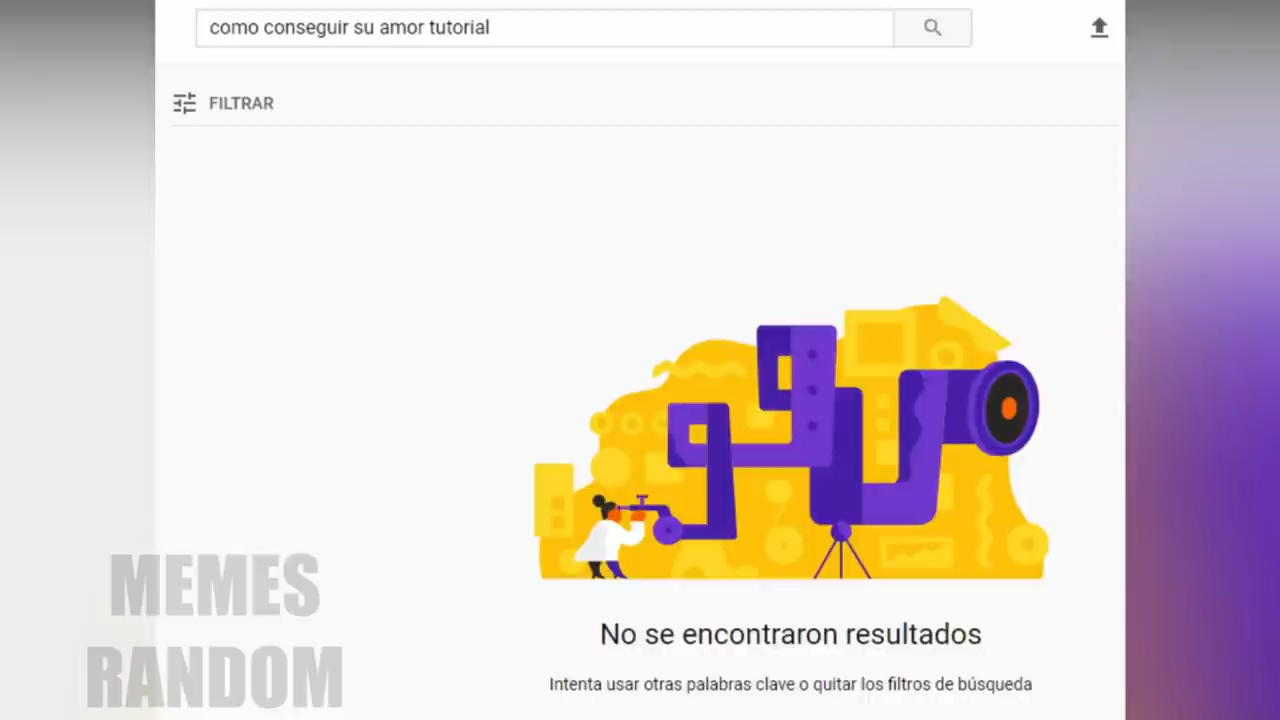 como conseguir su amor tutorial
FILTRAR
No se encontraron resultados
Intenta usar otras palabras clave o quitar los filtros de búsqueda
MEMES
RANDOM